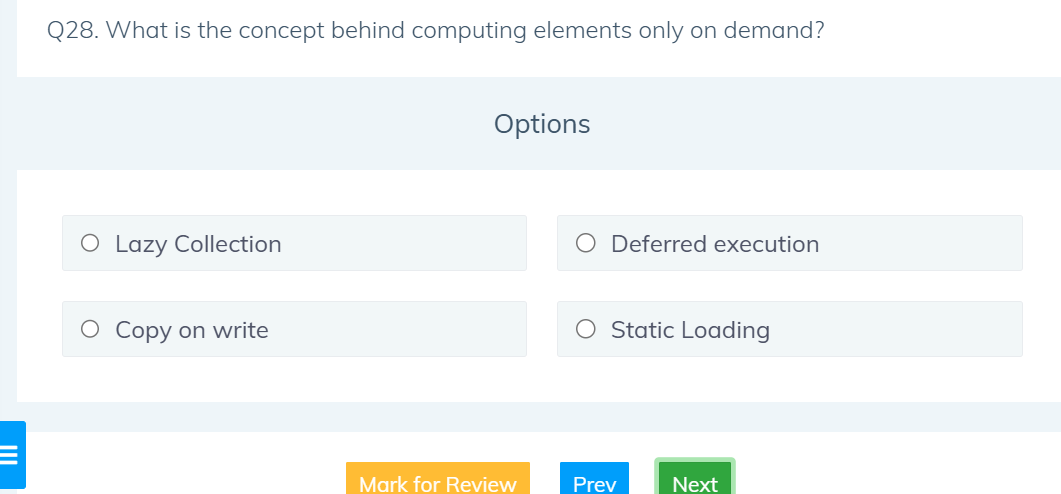 Q28. What is the concept behind computing elements only on demand?
Options
Lazy Collection
Deferred execution
Copy on write
Static Loading
Mark for Review
Prev
Next